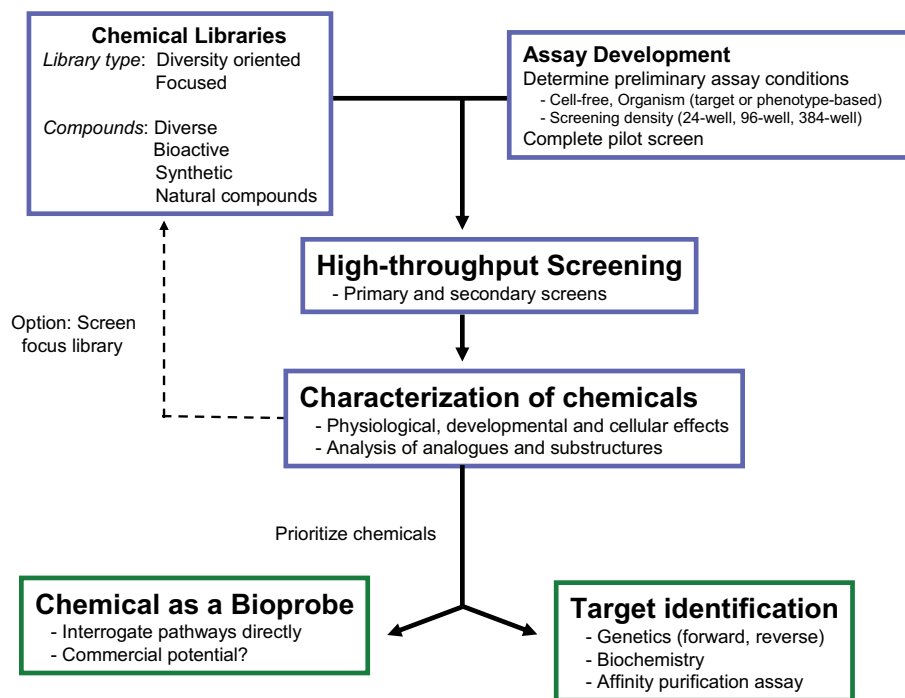 Chemical Libraries
Library type: Diversity oriented
Focused
Compounds: Diverse
Bioactive
Synthetic
Natural compounds
Assay Development
Determine preliminary assay conditions
- Cell-free, Organism (target or phenotype-based)
- Screening density (24-well, 96-well, 384-well)
Complete pilot screen
High-throughput Screening
- Primary and secondary screens
Option: Screen
focus library
Characterization of chemicals
- Physiological, developmental and cellular effects
- Analysis of analogues and substructures
Prioritize chemicals
Chemical as a Bioprobe
- Interrogate pathways directly
- Commercial potential?
Target identification
- Genetics (forward, reverse)
- Biochemistry
- Affinity purification assay